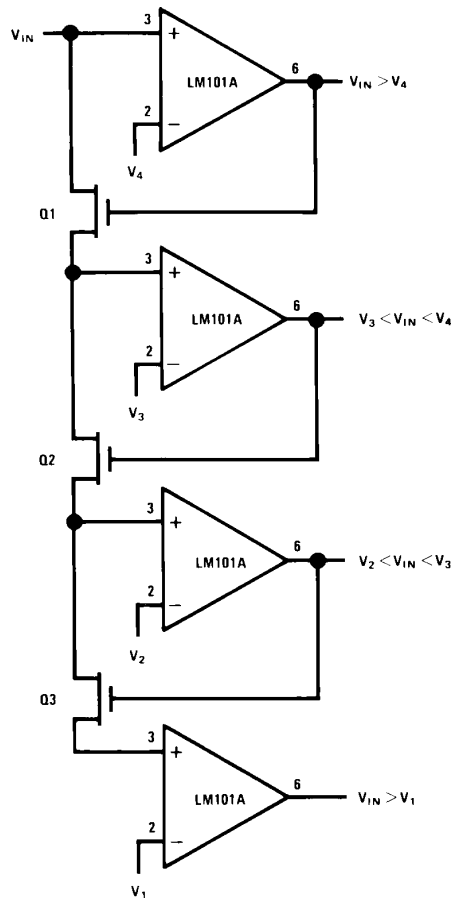 3
V_IN
+
6
LM101A
V_IN > V_4
2
−
V_4
Q1
3
+
6
LM101A
V_3 < V_IN < V_4
2
−
V_3
Q2
3
+
6
LM101A
V_2 < V_IN < V_3
2
−
V_2
Q3
3
+
6
LM101A
V_IN > V_1
2
−
V_1